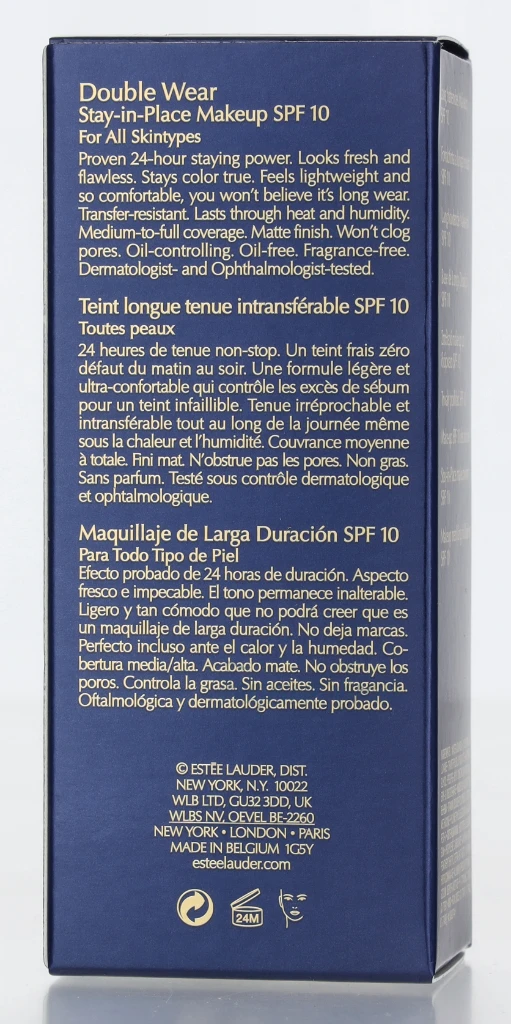 Double Wear
Stay-in-Place Makeup SPF 10
For All Skintypes
Proven 24-hour staying power. Looks fresh and
flawless. Stays color true. Feels lightweight and
so comfortable, you won't believe it's long wear.
Transfer-resistant. Lasts through heat and humidity.
Medium-to-full coverage. Matte finish. Won't clog
pores. Oil-controlling. Oil-free. Fragrance-free.
Dermatologist- and Ophthalmologist-tested.
Teint longue tenue intransférable SPF 10
Toutes peaux
24 heures de tenue non-stop. Un teint frais zéro
défaut du matin au soir. Une formule légère et
ultra-confortable qui contrôle les excès de sébum
pour un teint infaillible. Tenue irréprochable et
intransférable tout au long de la journée même
sous la chaleur et l'humidité. Couvrance moyenne
à totale. Fini mat. N'obstrue pas les pores. Non gras.
Sans parfum. Testé sous contrôle dermatologique
et ophtalmologique.
Maquillaje de Larga Duración SPF 10
Para Todo Tipo de Piel
Efecto probado de 24 horas de duración. Aspecto
fresco e impecable. El tono permanece inalterable.
Ligero y tan cómodo que no podrá creer que es
un maquillaje de larga duración. No deja marcas.
Perfecto incluso ante el calor y la humedad. Co-
bertura media/alta. Acabado mate. No obstruye los
poros. Controla la grasa. Sin aceites. Sin fragancia.
Oftalmológica y dermatológicamente probado.
© ESTĒE LAUDER, DIST.
NEW YORK, N.Y. 10022
WLB LTD, GU32 3DD, UK
WLBS NV. OEVEL BE-2260
NEW YORK • LONDON • PARIS
MADE IN BELGIUM 1G5Y
esteelauder.com
24M